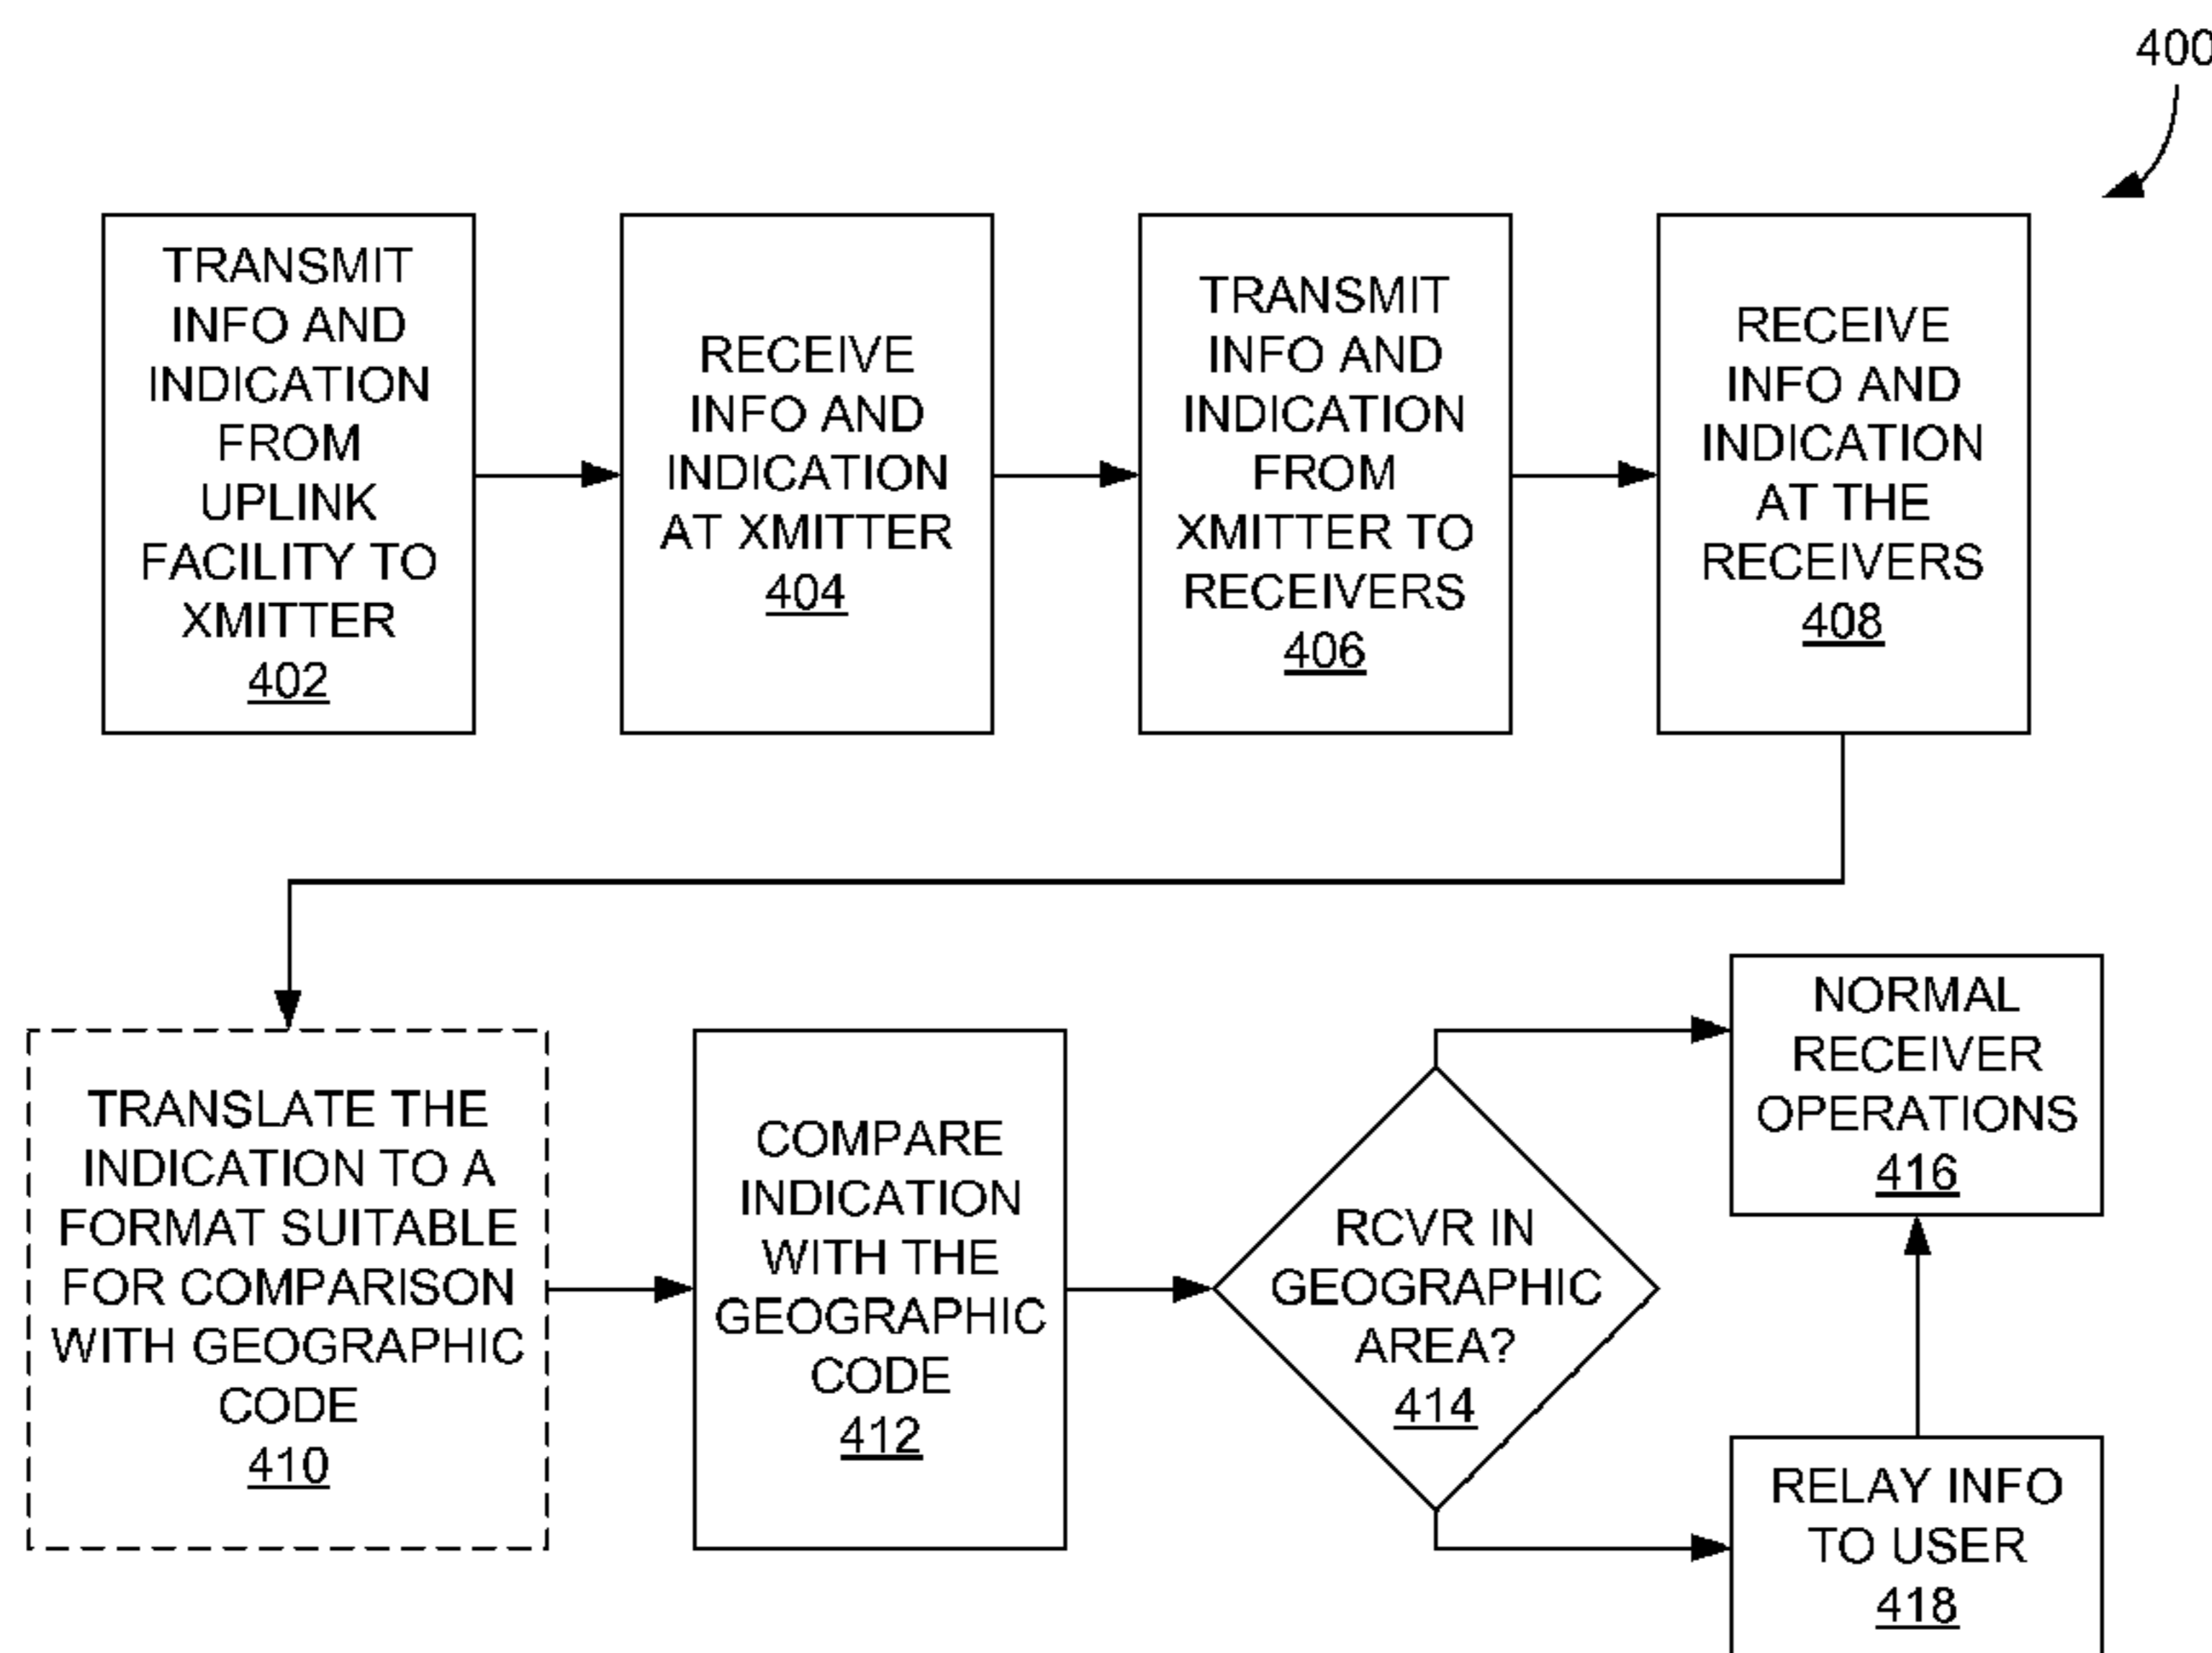 400
TRANSMIT
INFO AND
INDICATION
FROM
UPLINK
FACILITY TO
XMITTER
402
RECEIVE
INFO AND
INDICATION
AT XMITTER
404
TRANSMIT
INFO AND
INDICATION
FROM
XMITTER TO
RECEIVERS
406
RECEIVE
INFO AND
INDICATION
AT THE
RECEIVERS
408
TRANSLATE THE
INDICATION TO A
FORMAT SUITABLE
FOR COMPARISON
WITH GEOGRAPHIC
CODE
410
COMPARE
INDICATION
WITH THE
GEOGRAPHIC
CODE
412
RCVR IN
GEOGRAPHIC
AREA?
414
NORMAL
RECEIVER
OPERATIONS
416
RELAY INFO
TO USER
418